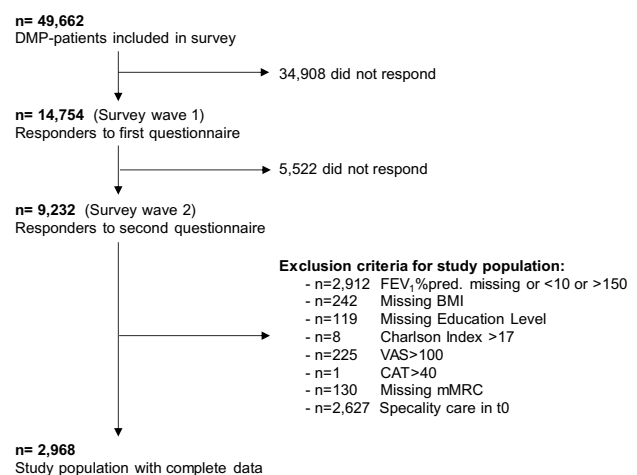 n= 49,662
DMP-patients included in survey
34,908 did not respond
n= 14,754 (Survey wave 1)
Responders to first questionnaire
5,522 did not respond
n= 9,232 (Survey wave 2)
Responders to second questionnaire
Exclusion criteria for study population:
- n=2,912 FEV₁%pred. missing or <10 or >150
- n=242 Missing BMI
- n=119 Missing Education Level
- n=8 Charlson Index >17
- n=225 VAS>100
- n=1 CAT>40
- n=130 Missing mMRC
- n=2,627 Specality care in t0
n= 2,968
Study population with complete data